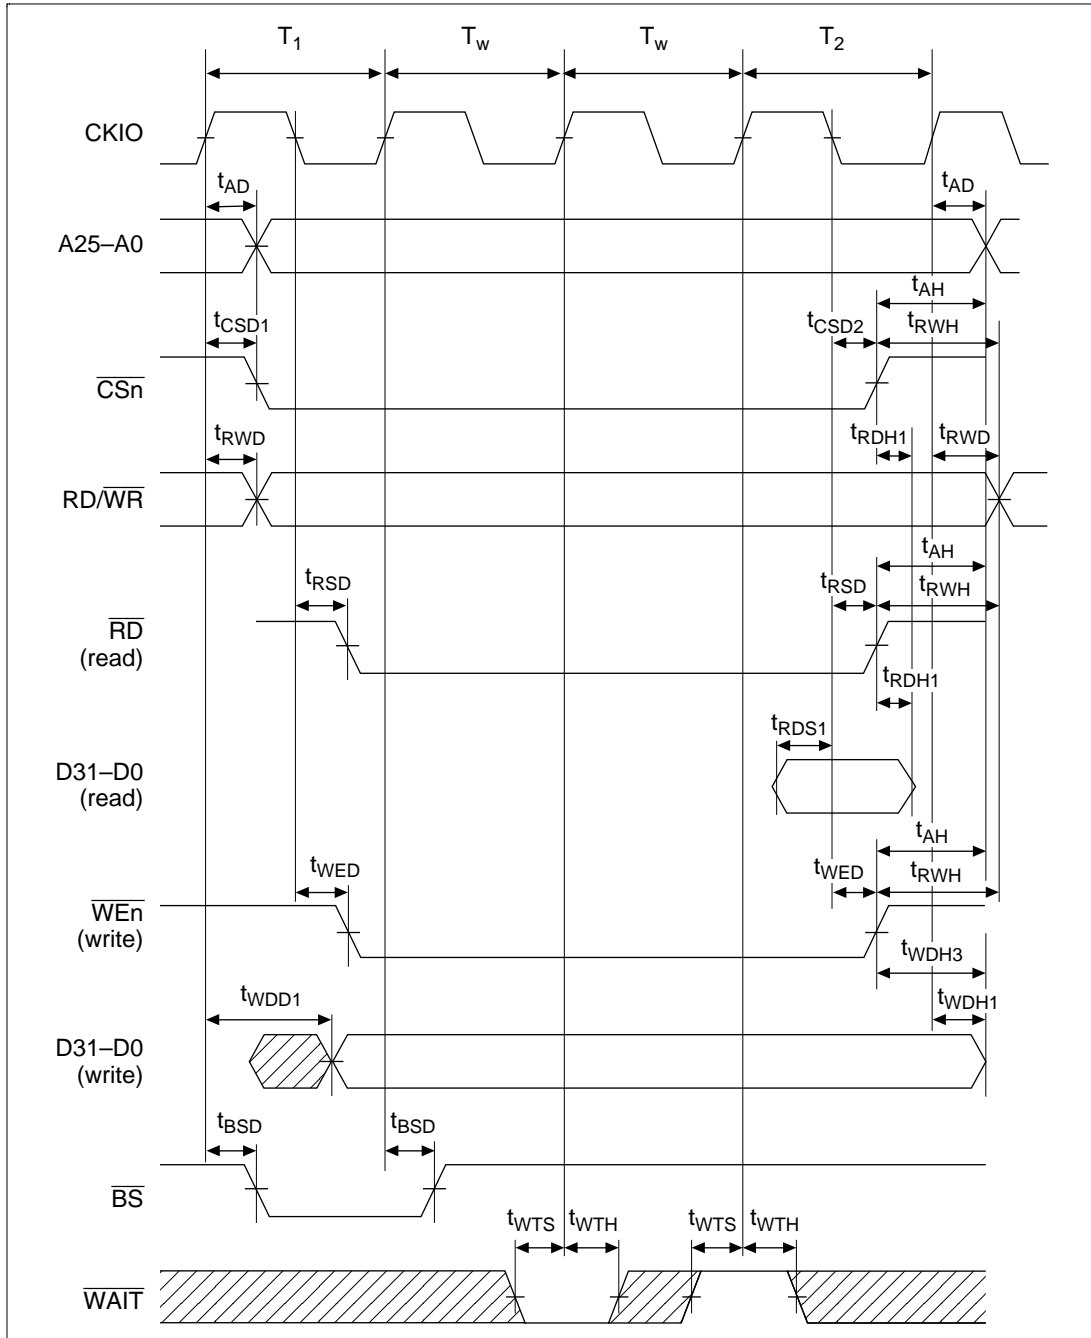 T1 Tw Tw T2
CKIO
tAD tAD
A25–A0
tAH
tCSD1 tCSD2 tRWH
CSn
tRWD tRDH1 tRWD
RD/WR
tAH
tRSD tRSD tRWH
RD
(read)
tRDH1
tRDS1
D31–D0
(read)
tAH
tWED tWED tRWH
WEn
(write)
tWDH3
tWDD1 tWDH1
D31–D0
(write)
tBSD tBSD
BS
tWTS tWTH tWTS tWTH
WAIT